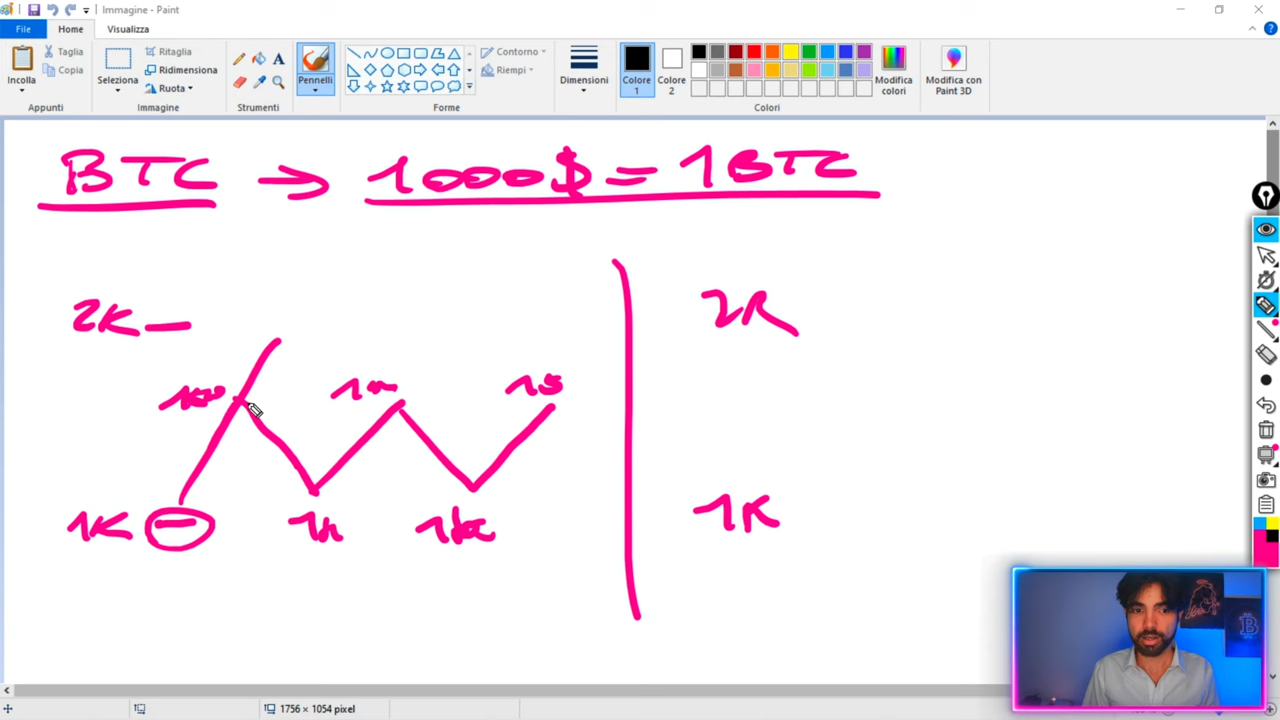 Immagine - Paint
File Home Visualizza
Incolla
Taglia
Copia
Appunti
Seleziona
Ritaglia
Ridimensiona
Ruota
Immagine
Strumenti
Pennelli
Forme
Contorno
Riempi
Dimensioni
Colore 1
Colore 2
Modifica colori
Colori
Modifica con Paint 3D
BTC → 1000$ = 1BTC
2K
2K
1K
1K
1756 × 1054 pixel